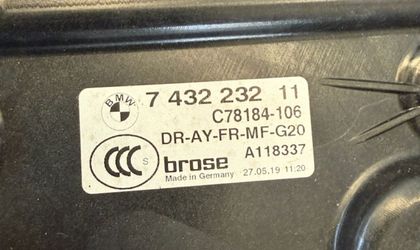 BMW
7 432 232 11
C78184-106
DR-AY-FR-MF-G20
CCC S
brose A118337
Made in Germany 27.05.19 11:20